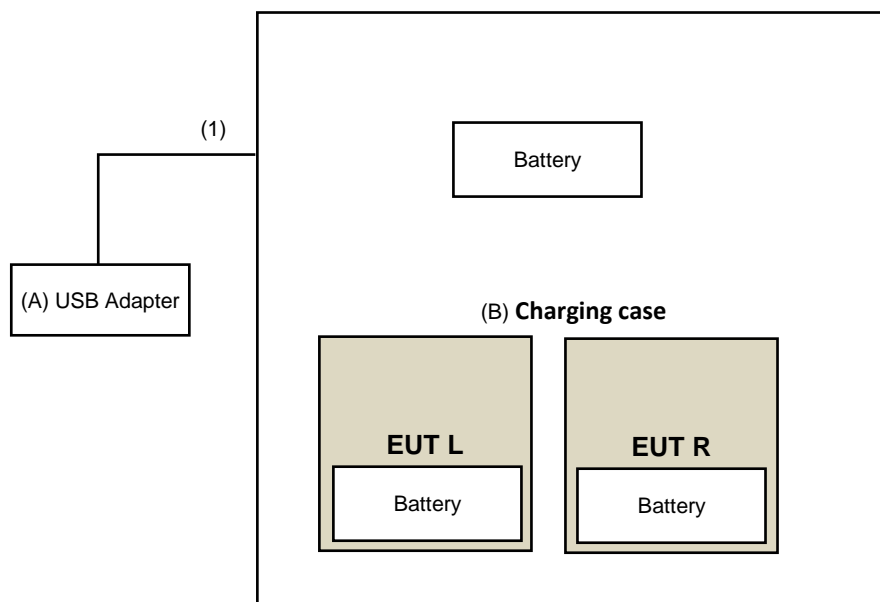 (1)
Battery
(A) USB Adapter
(B) Charging case
EUT L
Battery
EUT R
Battery